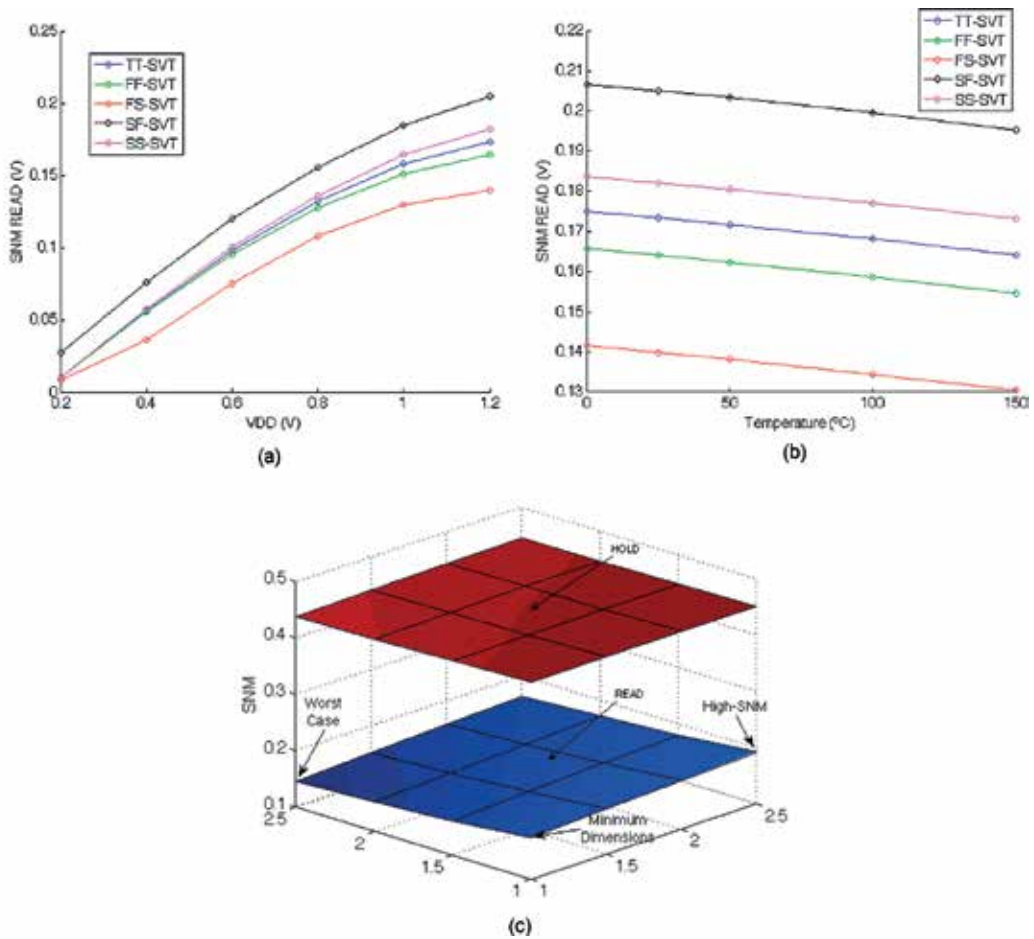 0.25
0.2
0.15
0.1
0.05
0
SNM READ (V)
TT-SVT
FF-SVT
FS-SVT
SF-SVT
SS-SVT
0.2 0.4 0.6 0.8 1 1.2
VDD (V)
(a)
0.22
0.21
0.2
0.19
0.18
0.17
0.16
0.15
0.14
0.13
SNM READ (V)
TT-SVT
FF-SVT
FS-SVT
SF-SVT
SS-SVT
0 50 100 150
Temperature (ºC)
(b)
0.5
0.4
0.3
0.2
0.1
SNM
HOLD
READ
Worst
Case
High-SNM
Minimum
Dimensions
2.5
2
1.5
1
1
1.5
2
2.5
(c)